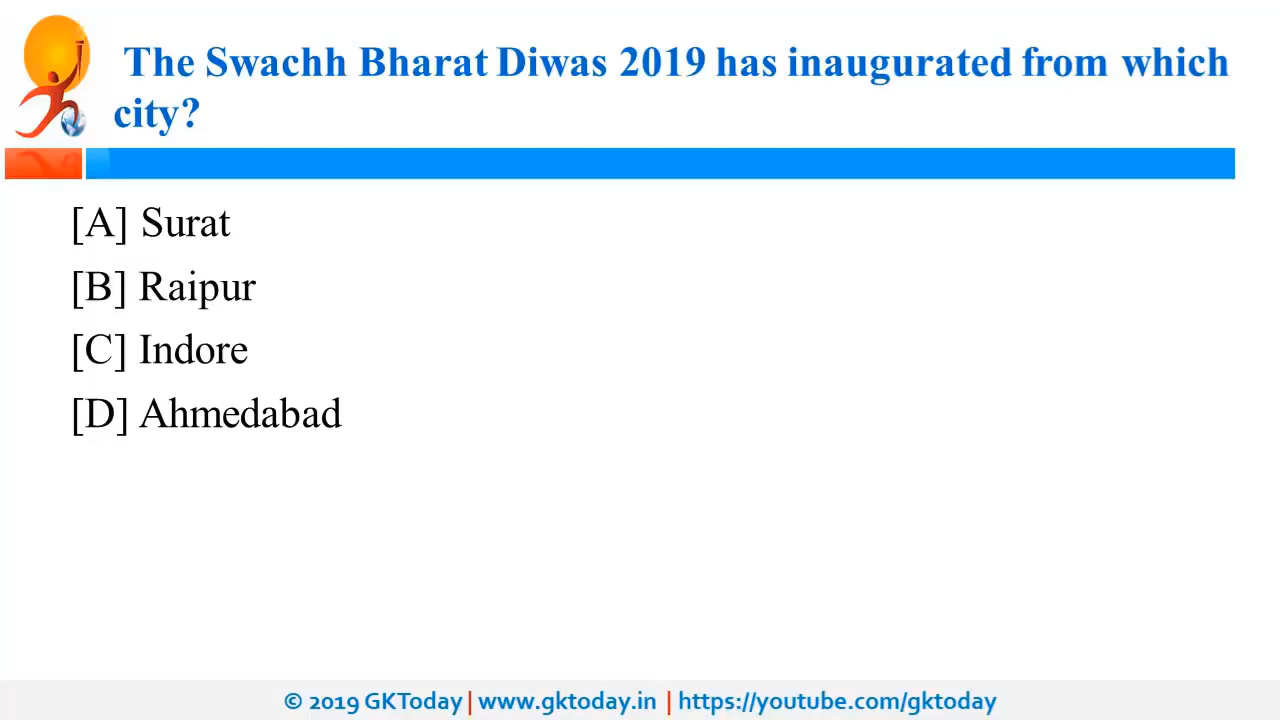 The Swachh Bharat Diwas 2019 has inaugurated from which
city?
[A] Surat
[B] Raipur
[C] Indore
[D] Ahmedabad
© 2019 GKToday | www.gktoday.in | https://youtube.com/gktoday